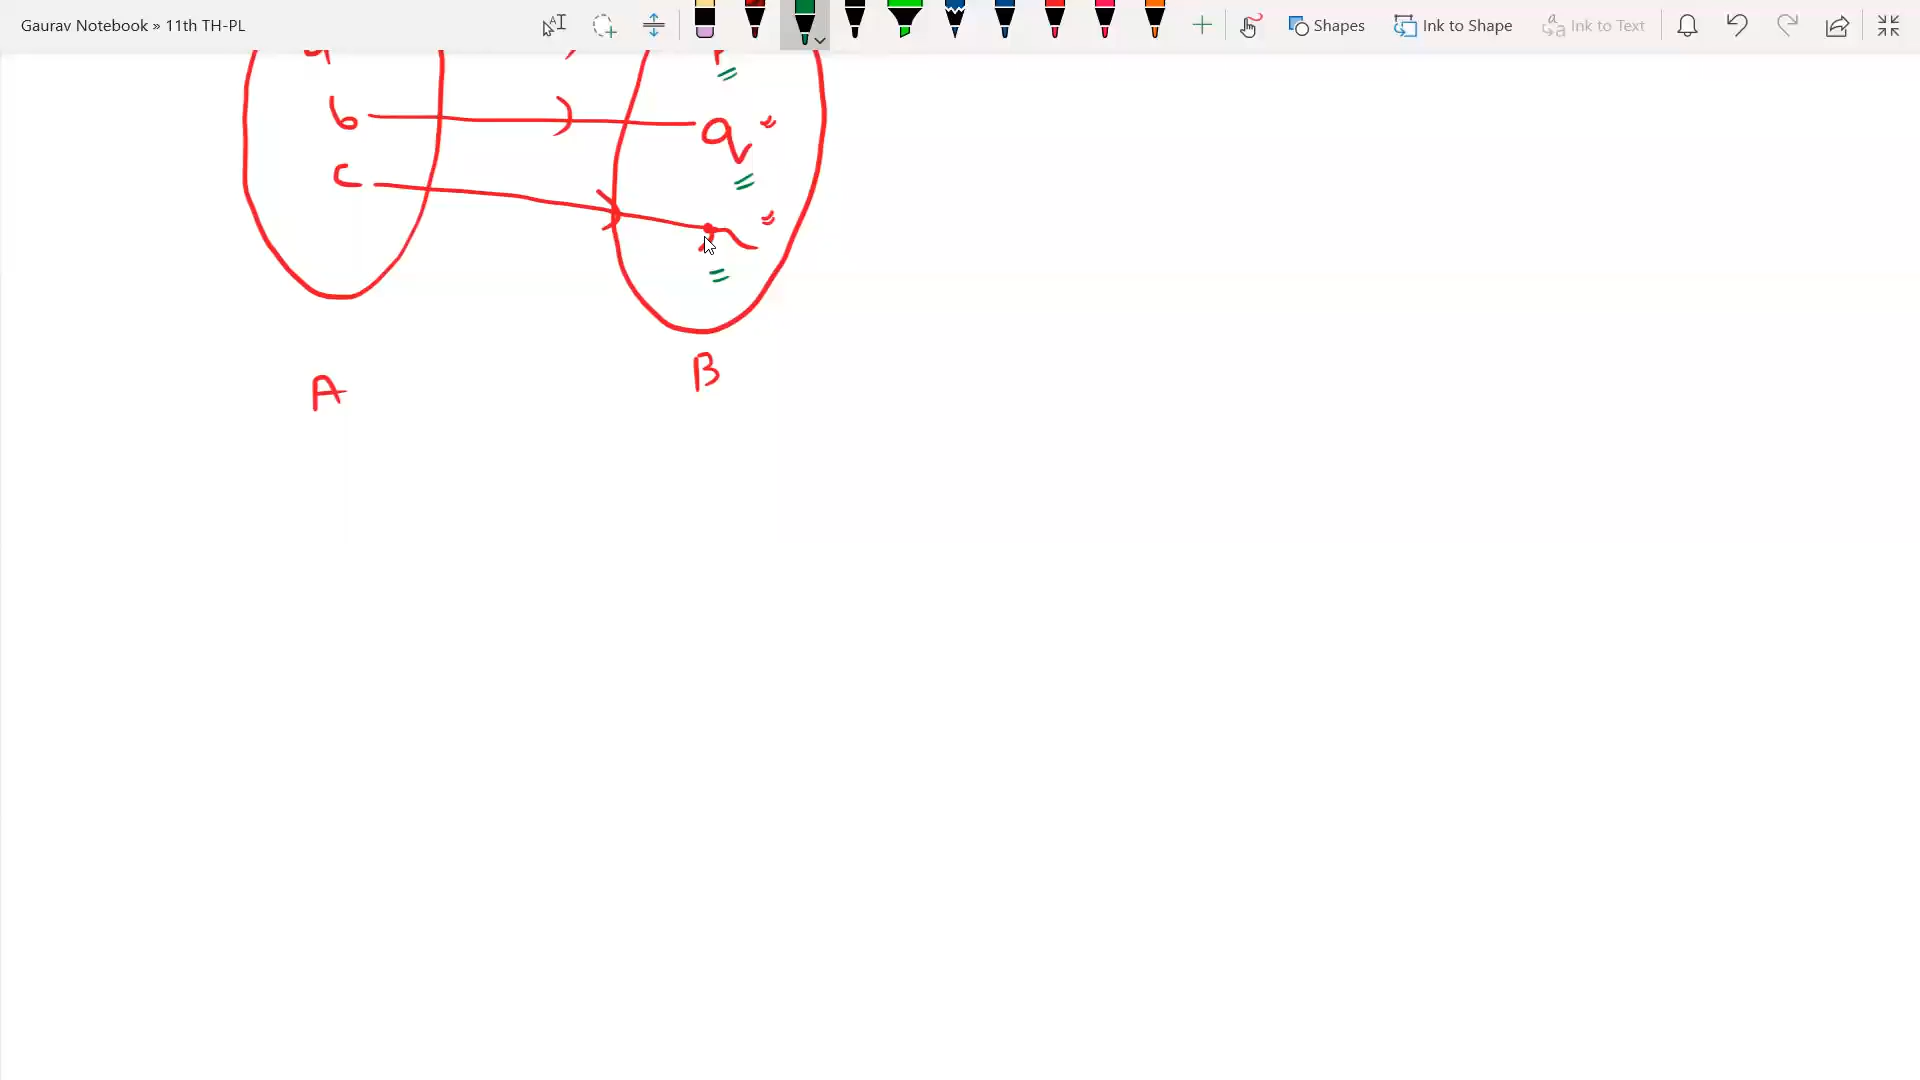 Gaurav Notebook » 11th TH-PL
Shapes
Ink to Shape
Ink to Text
b
q
c
A
B